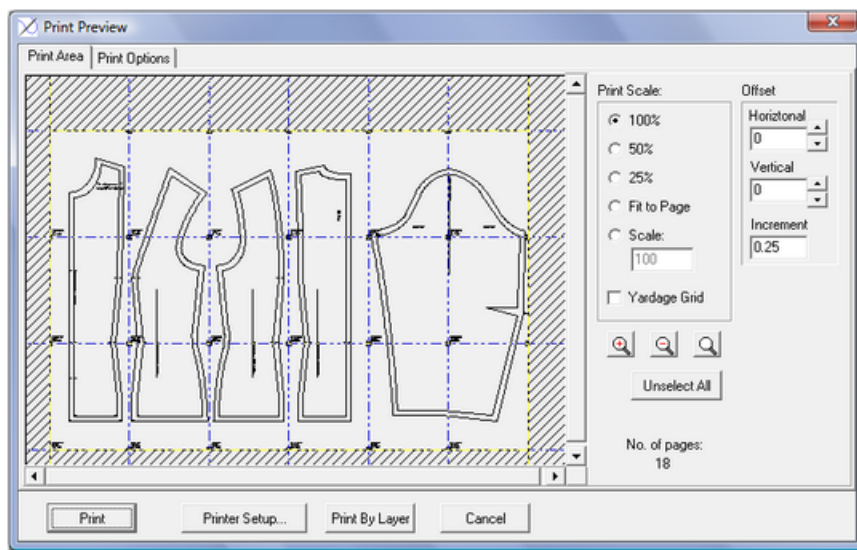 Print Preview
Print Area
Print Options
Print Scale:
100%
50%
25%
Fit to Page
Scale:
100
Yardage Grid
Offset
Horiztonal
0
Vertical
0
Increment
0.25
Unselect All
No. of pages:
18
Print
Printer Setup...
Print By Layer
Cancel